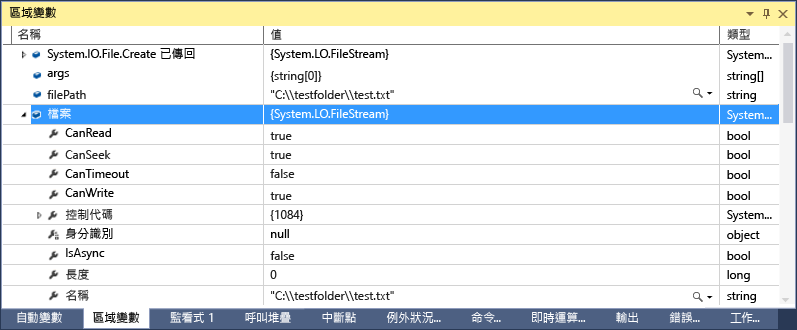 區域變數
名稱 值 類型
System.IO.File.Create 已傳回 {System.LO.FileStream} System...
args {string[0]} string[]
filePath "C:\\testfolder\\test.txt" string
檔案 {System.LO.FileStream} System...
CanRead true bool
CanSeek true bool
CanTimeout false bool
CanWrite true bool
控制代碼 {1084} System...
身分識別 null object
IsAsync false bool
長度 0 long
名稱 "C:\\testfolder\\test.txt" string
自動變數 區域變數 監看式 1 呼叫堆疊 中斷點 例外狀況... 命令... 即時運算... 輸出 錯誤... 工作...